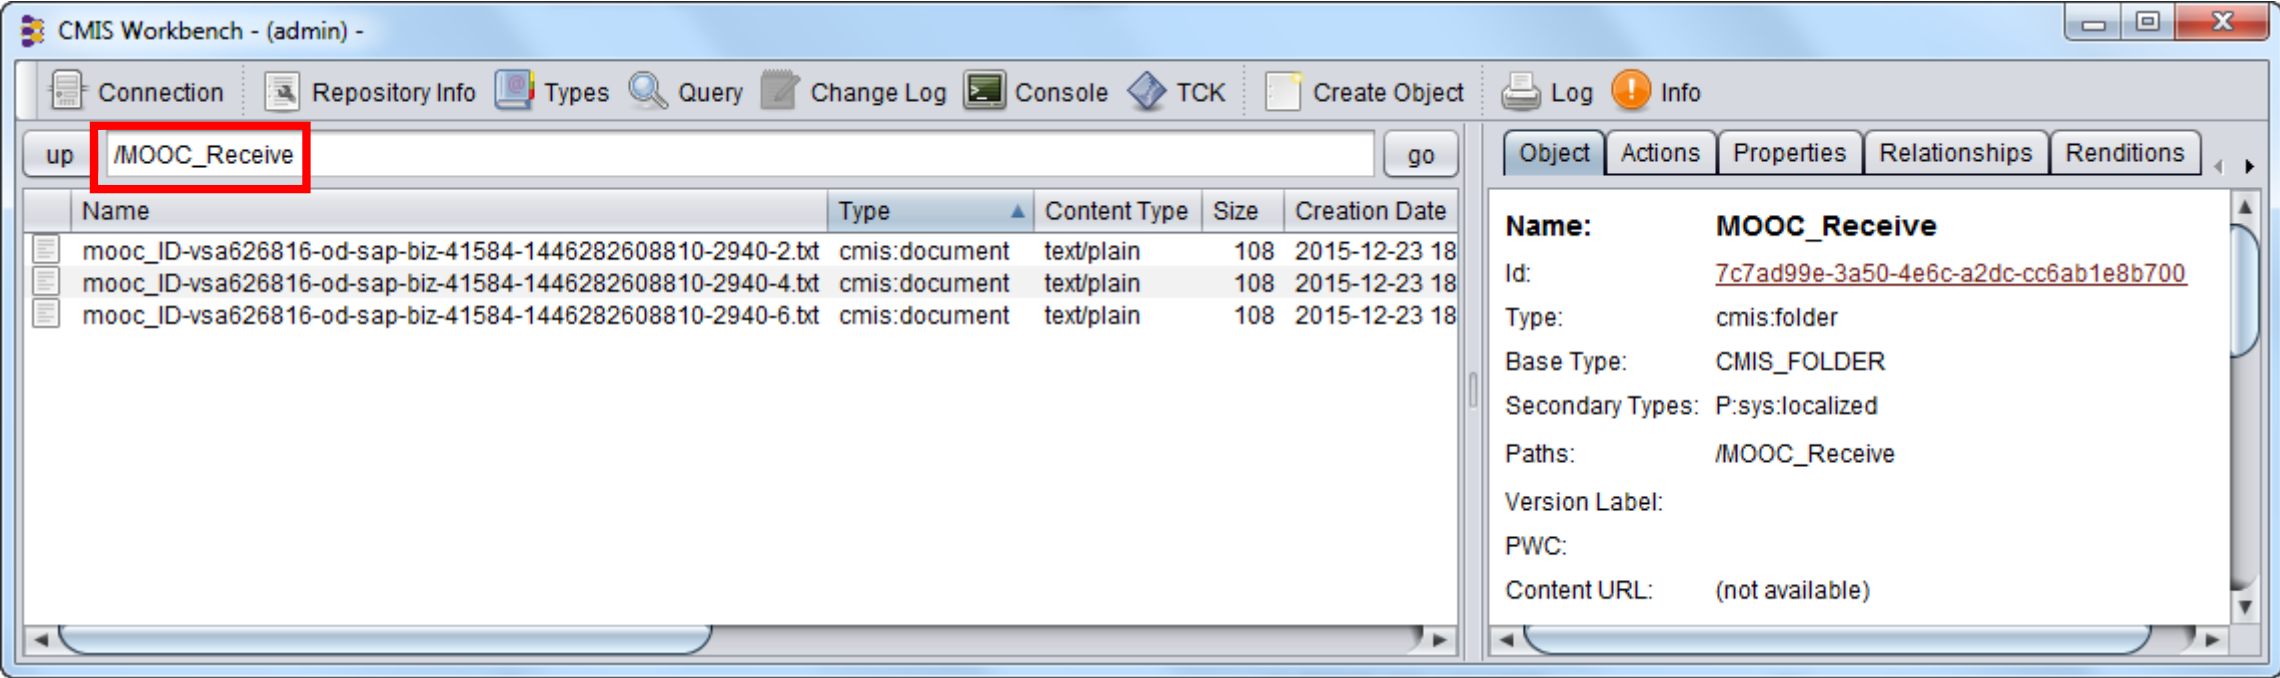 CMIS Workbench - (admin) -
Connection Repository Info Types Query Change Log Console TCK Create Object Log Info
up /MOOC_Receive go
Name Type Content Type Size Creation Date
mooc_ID-vsa626816-od-sap-biz-41584-1446282608810-2940-2.txt cmis:document text/plain 108 2015-12-23 18
mooc_ID-vsa626816-od-sap-biz-41584-1446282608810-2940-4.txt cmis:document text/plain 108 2015-12-23 18
mooc_ID-vsa626816-od-sap-biz-41584-1446282608810-2940-6.txt cmis:document text/plain 108 2015-12-23 18
Object Actions Properties Relationships Renditions
Name: MOOC_Receive
Id: 7c7ad99e-3a50-4e6c-a2dc-cc6ab1e8b700
Type: cmis:folder
Base Type: CMIS_FOLDER
Secondary Types: P:sys:localized
Paths: /MOOC_Receive
Version Label:
PWC:
Content URL: (not available)